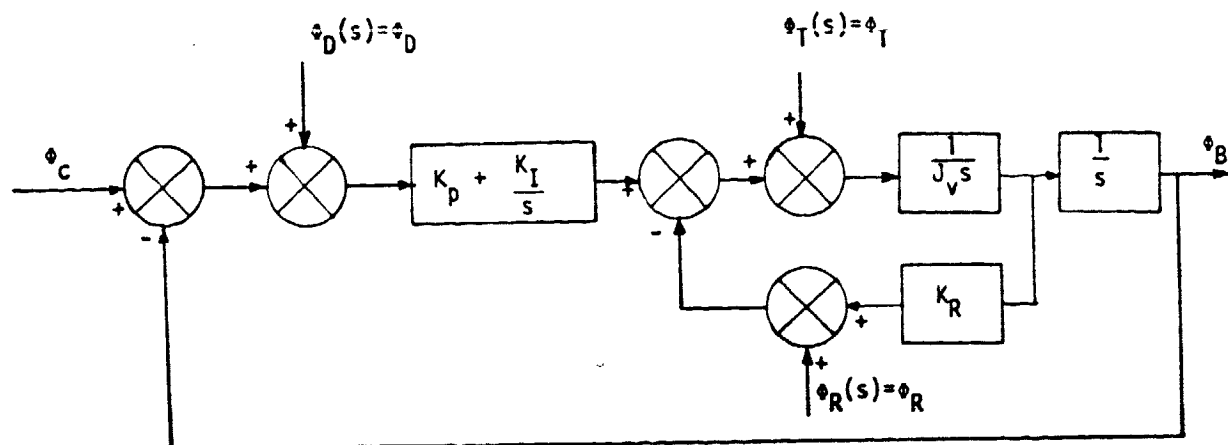 Φ_D(s)=Φ_D
Φ_T(s)=Φ_T
+
+
Φ_C
+
-
+
K_p + K_I/s
+
-
+
1/(J_v s)
1/s
Φ_B
K_R
+
+
Φ_R(s)=Φ_R